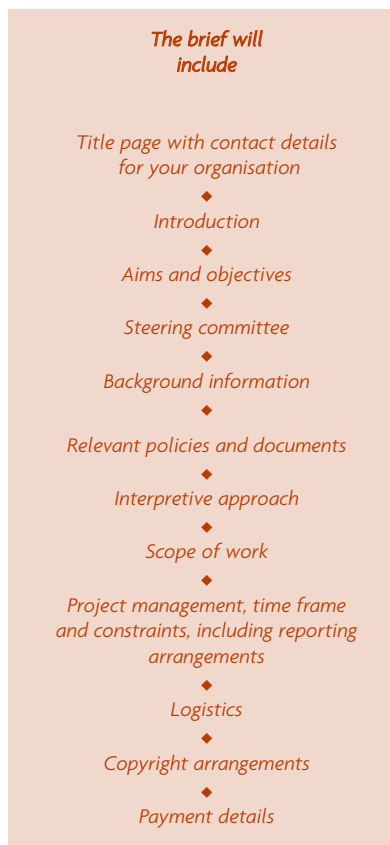 The brief will
include
Title page with contact details
for your organisation
◆
Introduction
◆
Aims and objectives
◆
Steering committee
◆
Background information
◆
Relevant policies and documents
◆
Interpretive approach
◆
Scope of work
◆
Project management, time frame
and constraints, including reporting
arrangements
◆
Logistics
◆
Copyright arrangements
◆
Payment details